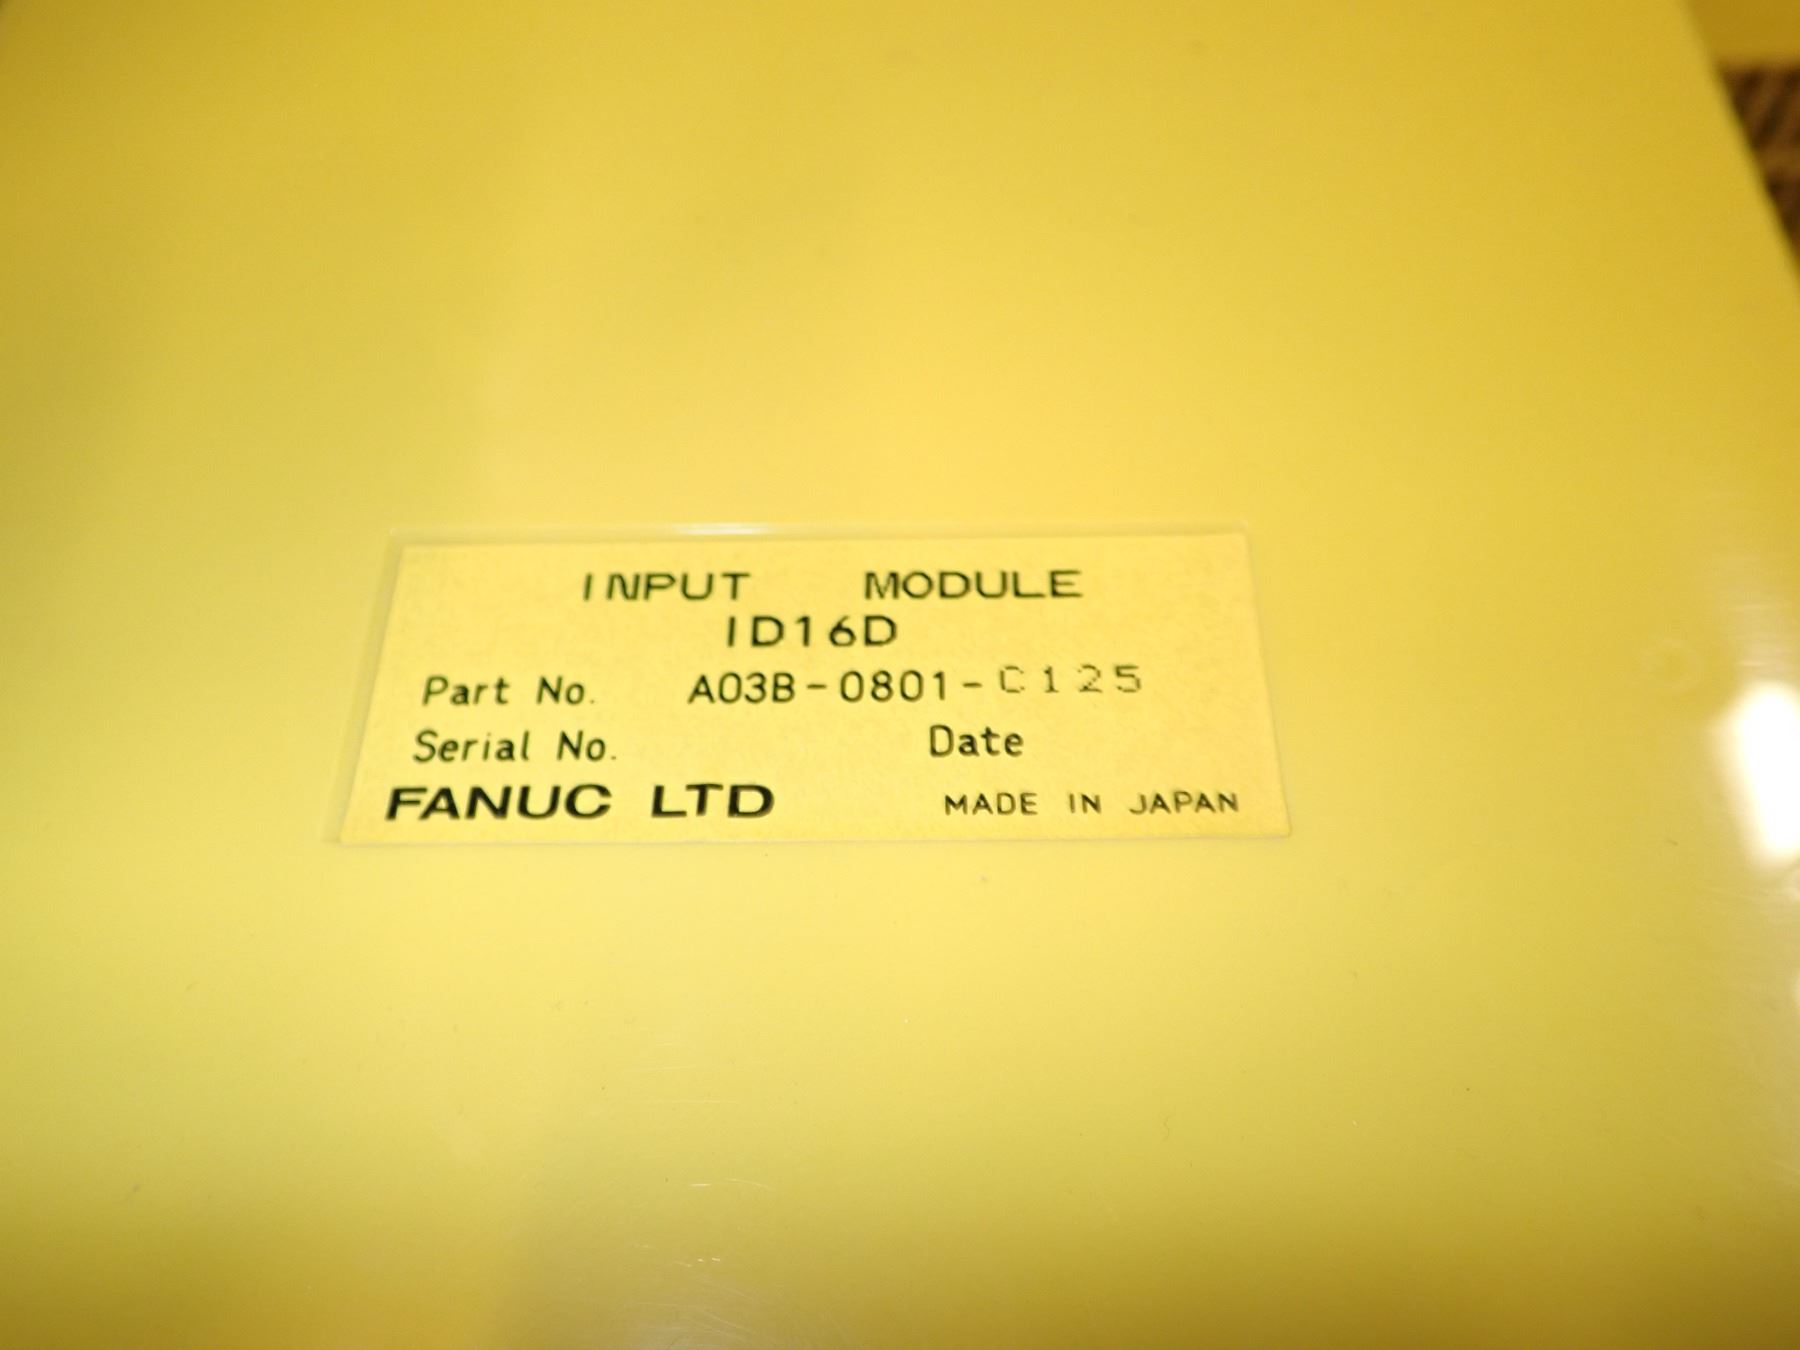 INPUT MODULE
ID16D
Part No. A03B-0801-C125
Serial No. Date
FANUC LTD MADE IN JAPAN